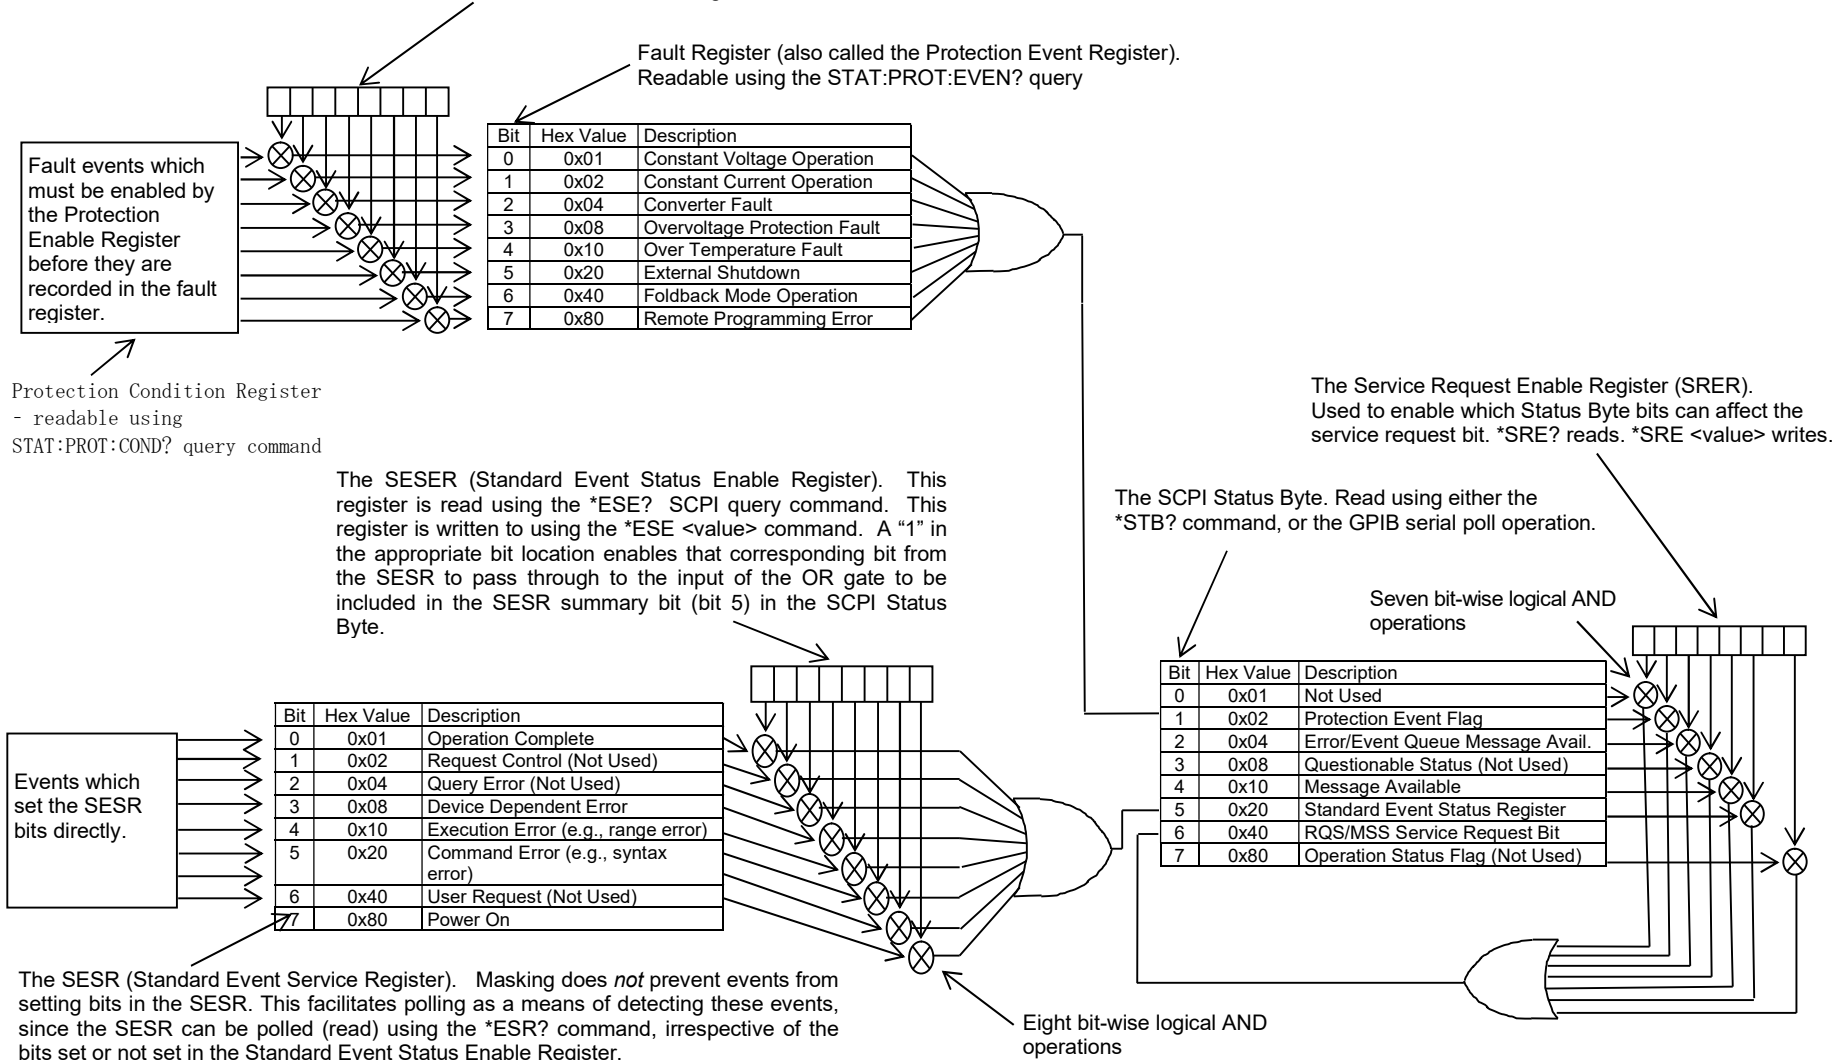 Fault Register (also called the Protection Event Register).
Readable using the STAT:PROT:EVEN? query
Fault events which
must be enabled by
the Protection
Enable Register
before they are
recorded in the fault
register.
Bit Hex Value Description
0 0x01 Constant Voltage Operation
1 0x02 Constant Current Operation
2 0x04 Converter Fault
3 0x08 Overvoltage Protection Fault
4 0x10 Over Temperature Fault
5 0x20 External Shutdown
6 0x40 Foldback Mode Operation
7 0x80 Remote Programming Error
Protection Condition Register
- readable using
STAT:PROT:COND? query command
The Service Request Enable Register (SRER).
Used to enable which Status Byte bits can affect the
service request bit. *SRE? reads. *SRE <value> writes.
The SESER (Standard Event Status Enable Register). This
register is read using the *ESE? SCPI query command. This
register is written to using the *ESE <value> command. A “1” in
the appropriate bit location enables that corresponding bit from
the SESR to pass through to the input of the OR gate to be
included in the SESR summary bit (bit 5) in the SCPI Status
Byte.
The SCPI Status Byte. Read using either the
*STB? command, or the GPIB serial poll operation.
Seven bit-wise logical AND
operations
Bit Hex Value Description
0 0x01 Not Used
1 0x02 Protection Event Flag
2 0x04 Error/Event Queue Message Avail.
3 0x08 Questionable Status (Not Used)
4 0x10 Message Available
5 0x20 Standard Event Status Register
6 0x40 RQS/MSS Service Request Bit
7 0x80 Operation Status Flag (Not Used)
Events which
set the SESR
bits directly.
Bit Hex Value Description
0 0x01 Operation Complete
1 0x02 Request Control (Not Used)
2 0x04 Query Error (Not Used)
3 0x08 Device Dependent Error
4 0x10 Execution Error (e.g., range error)
5 0x20 Command Error (e.g., syntax
error)
6 0x40 User Request (Not Used)
7 0x80 Power On
The SESR (Standard Event Service Register). Masking does not prevent events from
setting bits in the SESR. This facilitates polling as a means of detecting these events,
since the SESR can be polled (read) using the *ESR? command, irrespective of the
bits set or not set in the Standard Event Status Enable Register.
Eight bit-wise logical AND
operations